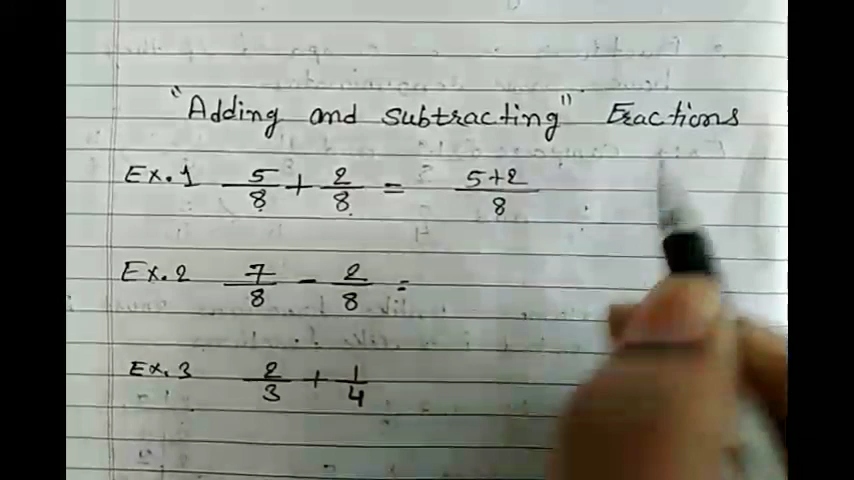 "Adding and subtracting" Fractions
Ex.1 5/8 + 2/8 = 5+2/8
Ex.2 7/8 - 2/8 =
Ex.3 2/3 + 1/4